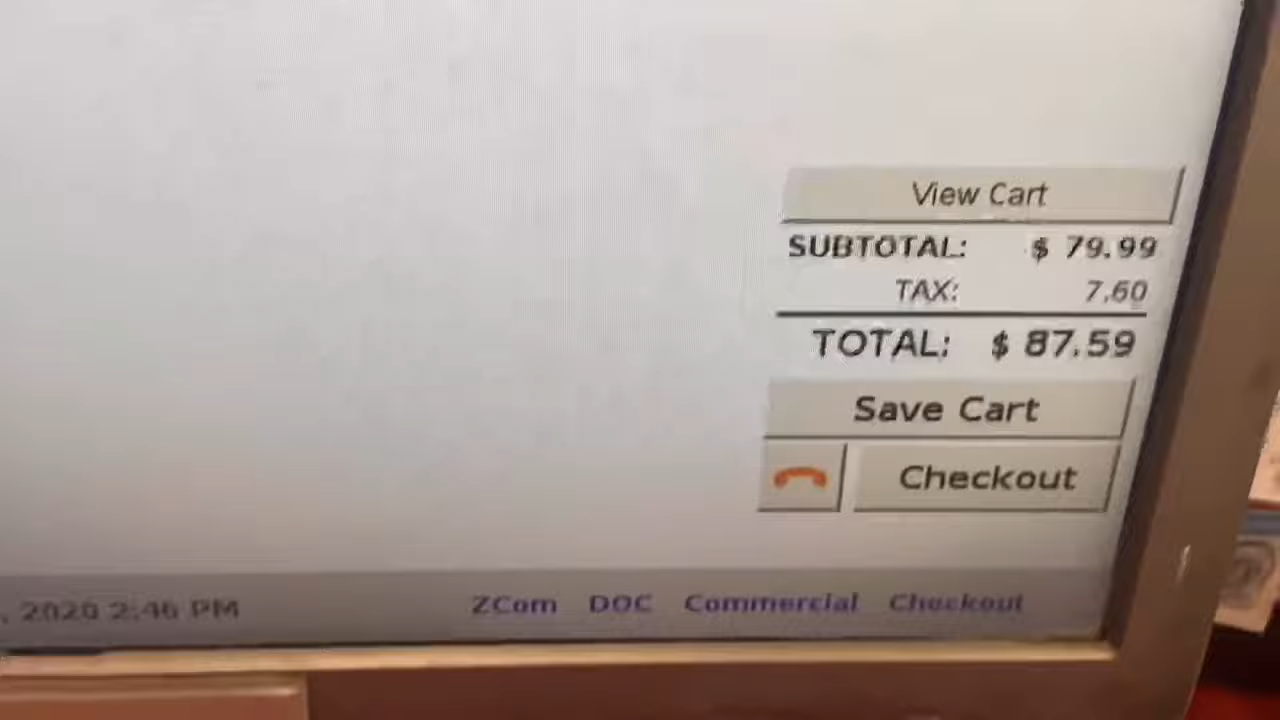 View Cart
SUBTOTAL: $ 79.99
TAX: 7.60
TOTAL: $ 87.59
Save Cart
Checkout
, 2020 2:46 PM ZCom DOC Commercial Checkout